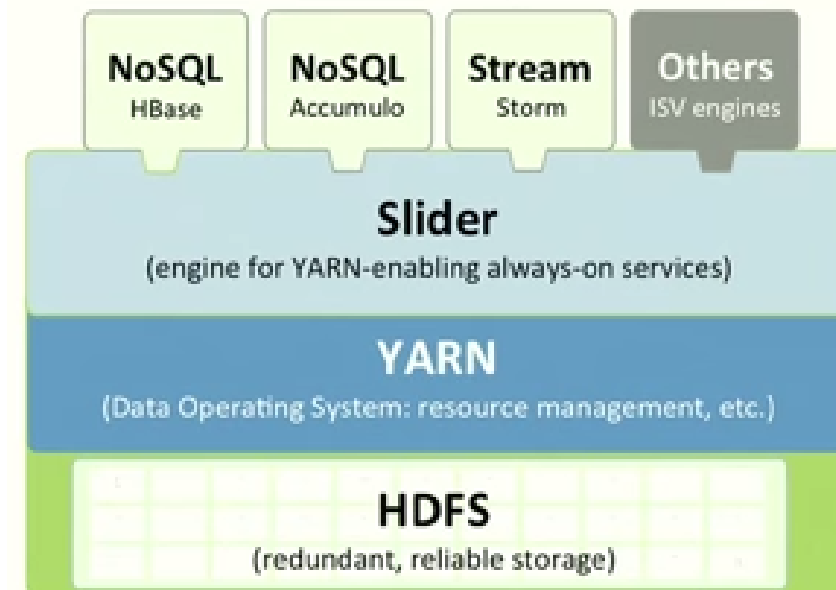 NoSQL
HBase
NoSQL
Accumulo
Stream
Storm
Others
ISV engines
Slider
(engine for YARN-enabling always-on services)
YARN
(Data Operating System: resource management, etc.)
HDFS
(redundant, reliable storage)